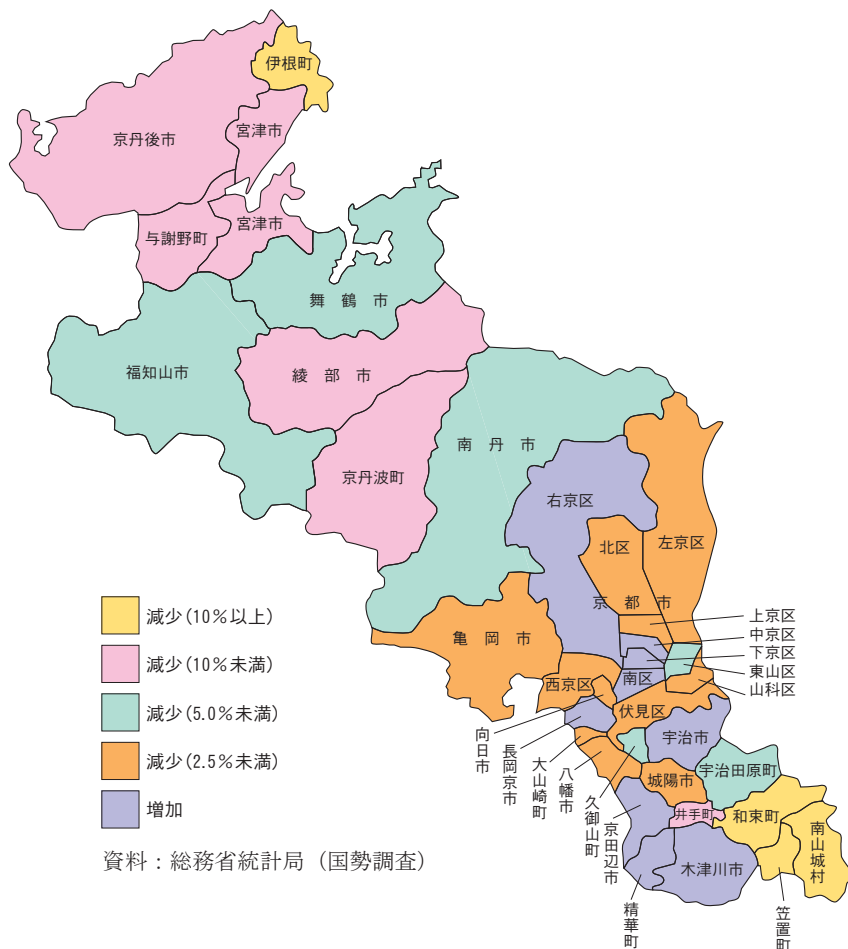 伊根町
京丹後市
宮津市
与謝野町
宮津市
舞鶴市
福知山市
綾部市
南丹市
京丹波町
右京区
北区
左京区
京都市
亀岡市
上京区
中京区
下京区
東山区
山科区
西京区
南区
伏見区
向日市
長岡京市
大山崎町
八幡市
久御山町
宇治市
城陽市
宇治田原町
京田辺市
井手町
和束町
南山城村
木津川市
精華町
笠置町
減少(10%以上)
減少(10%未満)
減少(5.0%未満)
減少(2.5%未満)
増加
資料:総務省統計局(国勢調査)